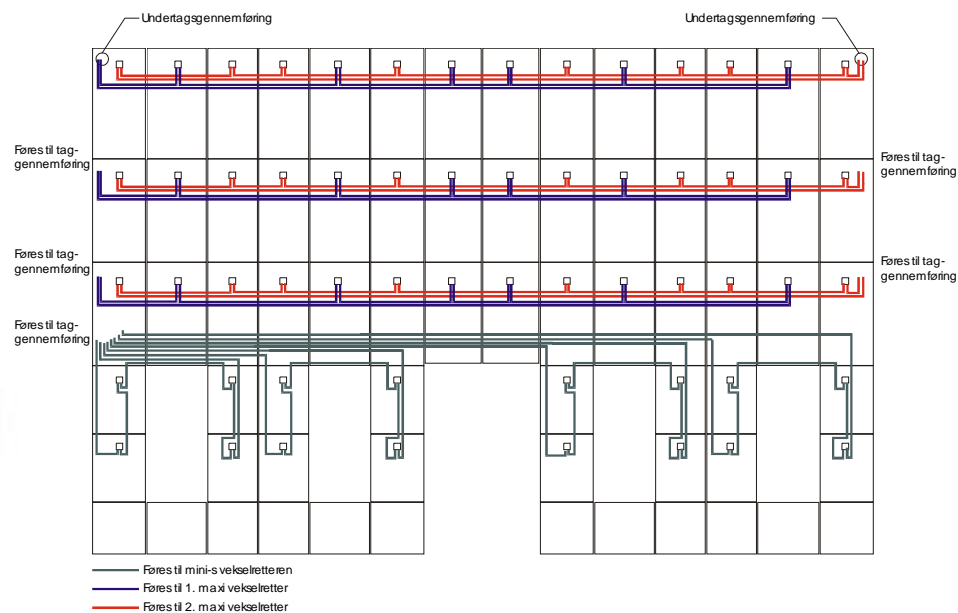 Undertagsgennemføring
Undertagsgennemføring
Føres til tag-
gennemføring
Føres til tag-
gennemføring
Føres til tag-
gennemføring
Føres til tag-
gennemføring
Føres til tag-
gennemføring
Føres til mini-s vekselretteren
Føres til 1. maxi vekselretter
Føres til 2. maxi vekselretter